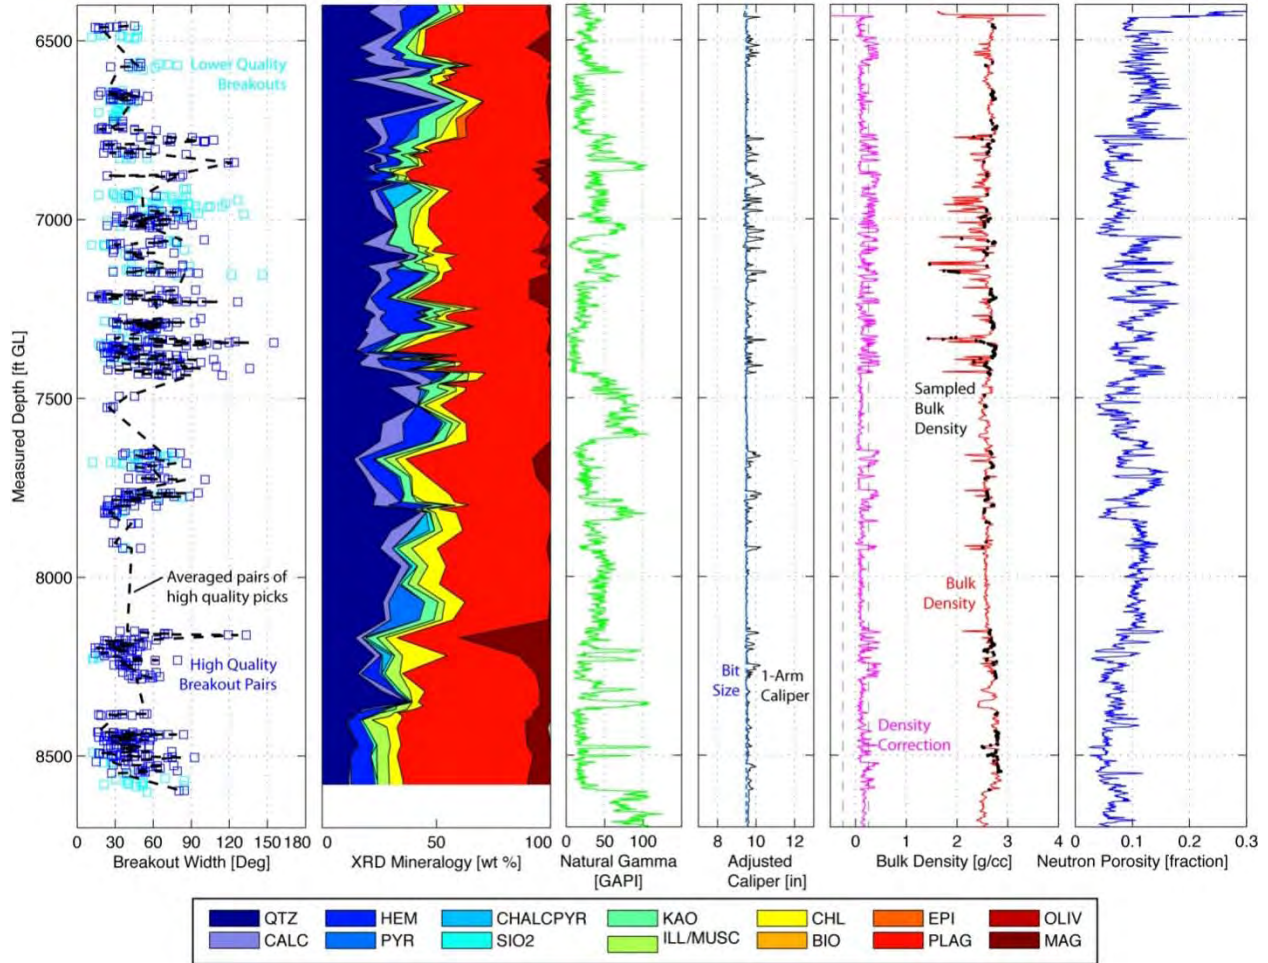 6500
7000
7500
8000
8500
Measured Depth [ft GL]
Lower Quality
Breakouts
Averaged pairs of
high quality picks
High Quality
Breakout Pairs
0 30 60 90 120 150 180
Breakout Width [Deg]
0 50 100
XRD Mineralogy [wt %]
0 50 100
Natural Gamma
[GAPI]
Bit
Size
1-Arm
Caliper
8 10 12
Adjusted
Caliper [in]
Sampled
Bulk
Density
Bulk
Density
Density
Correction
0 1 2 3 4
Bulk Density [g/cc]
0 0.1 0.2 0.3
Neutron Porosity [fraction]
QTZ HEM CHALCPYR KAO CHL EPI OLIV
CALC PYR SIO2 ILL/MUSC BIO PLAG MAG